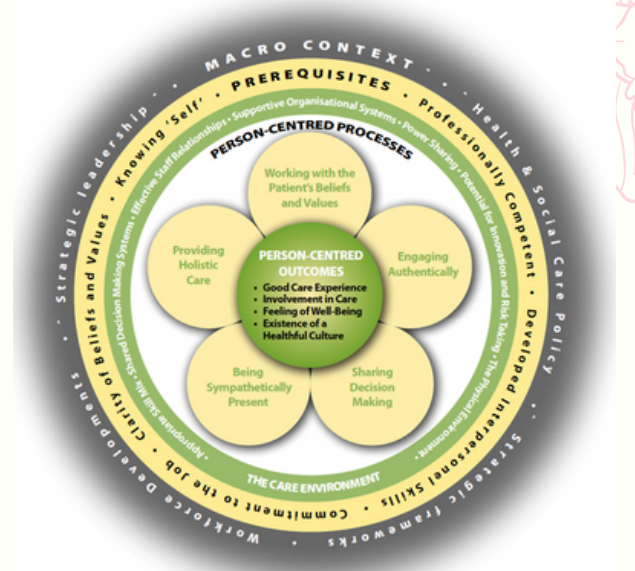 MACRO CONTEXT
Health & Social Care Policy
Strategic frameworks
Workforce Developments
Strategic leadership
PREREQUISITES
Professionally Competent
Developed Interpersonel Skills
Commitment to the Job
Clarity of Beliefs and Values
Knowing 'Self'
THE CARE ENVIRONMENT
• Appropriate Skill Mix • Shared Decision Making Systems • Effective Staff Relationships • Supportive Organisational Systems • Power Sharing • Potential for Innovation and Risk Taking • The Physical Environment •
PERSON-CENTRED PROCESSES
Working with the
Patient's Beliefs
and Values
Engaging
Authentically
Sharing
Decision
Making
Being
Sympathetically
Present
Providing
Holistic
Care
PERSON-CENTRED
OUTCOMES
• Good Care Experience
• Involvement in Care
• Feeling of Well-Being
• Existence of a
Healthful Culture